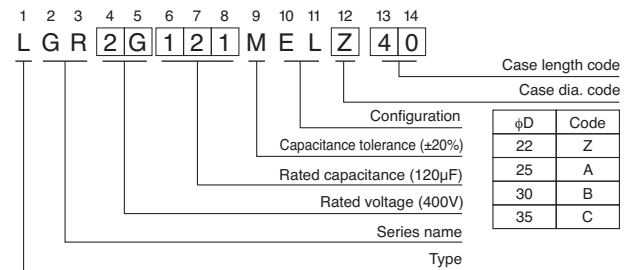 1 2 3 4 5 6 7 8 9 10 11 12 13 14
L G R 2 G 1 2 1 M E L Z 4 0
Case length code
Case dia. code
Configuration
Capacitance tolerance (±20%)
Rated capacitance (120µF)
Rated voltage (400V)
Series name
Type
ϕD Code
22 Z
25 A
30 B
35 C